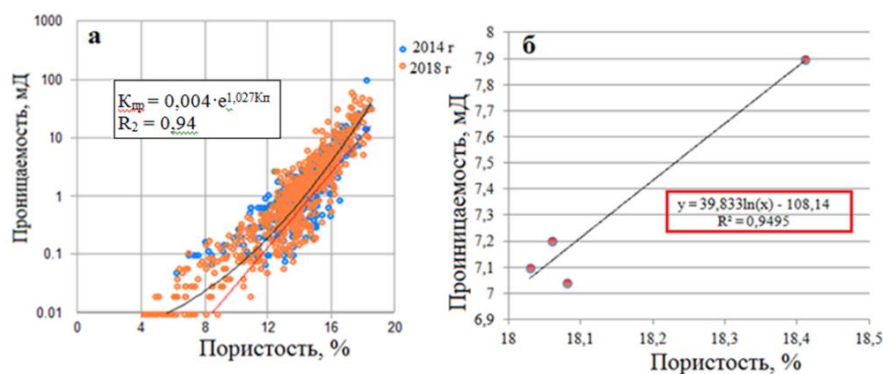 а
Проницаемость, мД
1000
100
10
1
0.1
0.01
К_пр = 0,004·e^1,027Кп
R₂ = 0,94
2014 г
2018 г
0 4 8 12 16 20
Пористость, %
б
Проницаемость, мД
8
7,9
7,8
7,7
7,6
7,5
7,4
7,3
7,2
7,1
7
6,9
y = 39,833ln(x) - 108,14
R² = 0,9495
18 18,1 18,2 18,3 18,4 18,5
Пористость, %